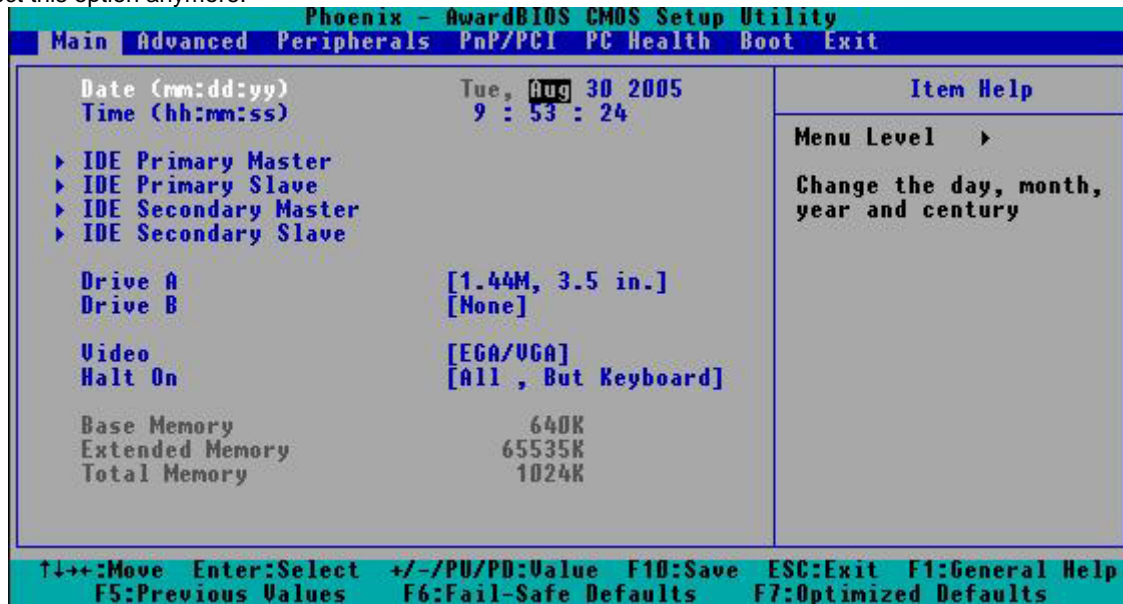 ct this option anymore.
Phoenix - AwardBIOS CMOS Setup Utility
Main Advanced Peripherals PnP/PCI PC Health Boot Exit
Date (mm:dd:yy) Tue, Aug 30 2005
Time (hh:mm:ss) 9 : 53 : 24
▸ IDE Primary Master
▸ IDE Primary Slave
▸ IDE Secondary Master
▸ IDE Secondary Slave
Drive A [1.44M, 3.5 in.]
Drive B [None]
Video [EGA/VGA]
Halt On [All , But Keyboard]
Base Memory 640K
Extended Memory 65535K
Total Memory 1024K
Item Help
Menu Level ▸
Change the day, month,
year and century
↑↓→←:Move Enter:Select +/-/PU/PD:Value F10:Save ESC:Exit F1:General Help
F5:Previous Values F6:Fail-Safe Defaults F7:Optimized Defaults